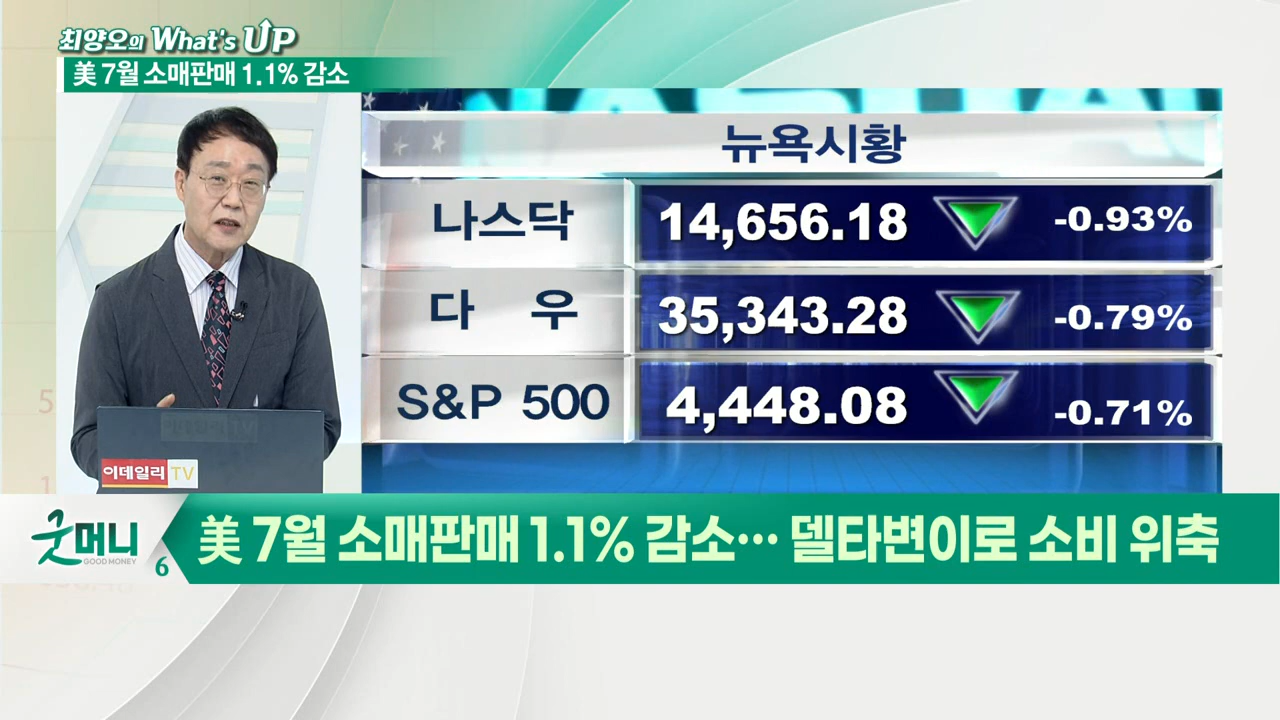 최양오의 What's UP
美 7월 소매판매 1.1% 감소
NASDAQ
뉴욕시황
나스닥 14,656.18 -0.93%
다 우 35,343.28 -0.79%
S&P 500 4,448.08 -0.71%
이데일리 TV
굿머니
GOOD MONEY
6
美 7월 소매판매 1.1% 감소… 델타변이로 소비 위축